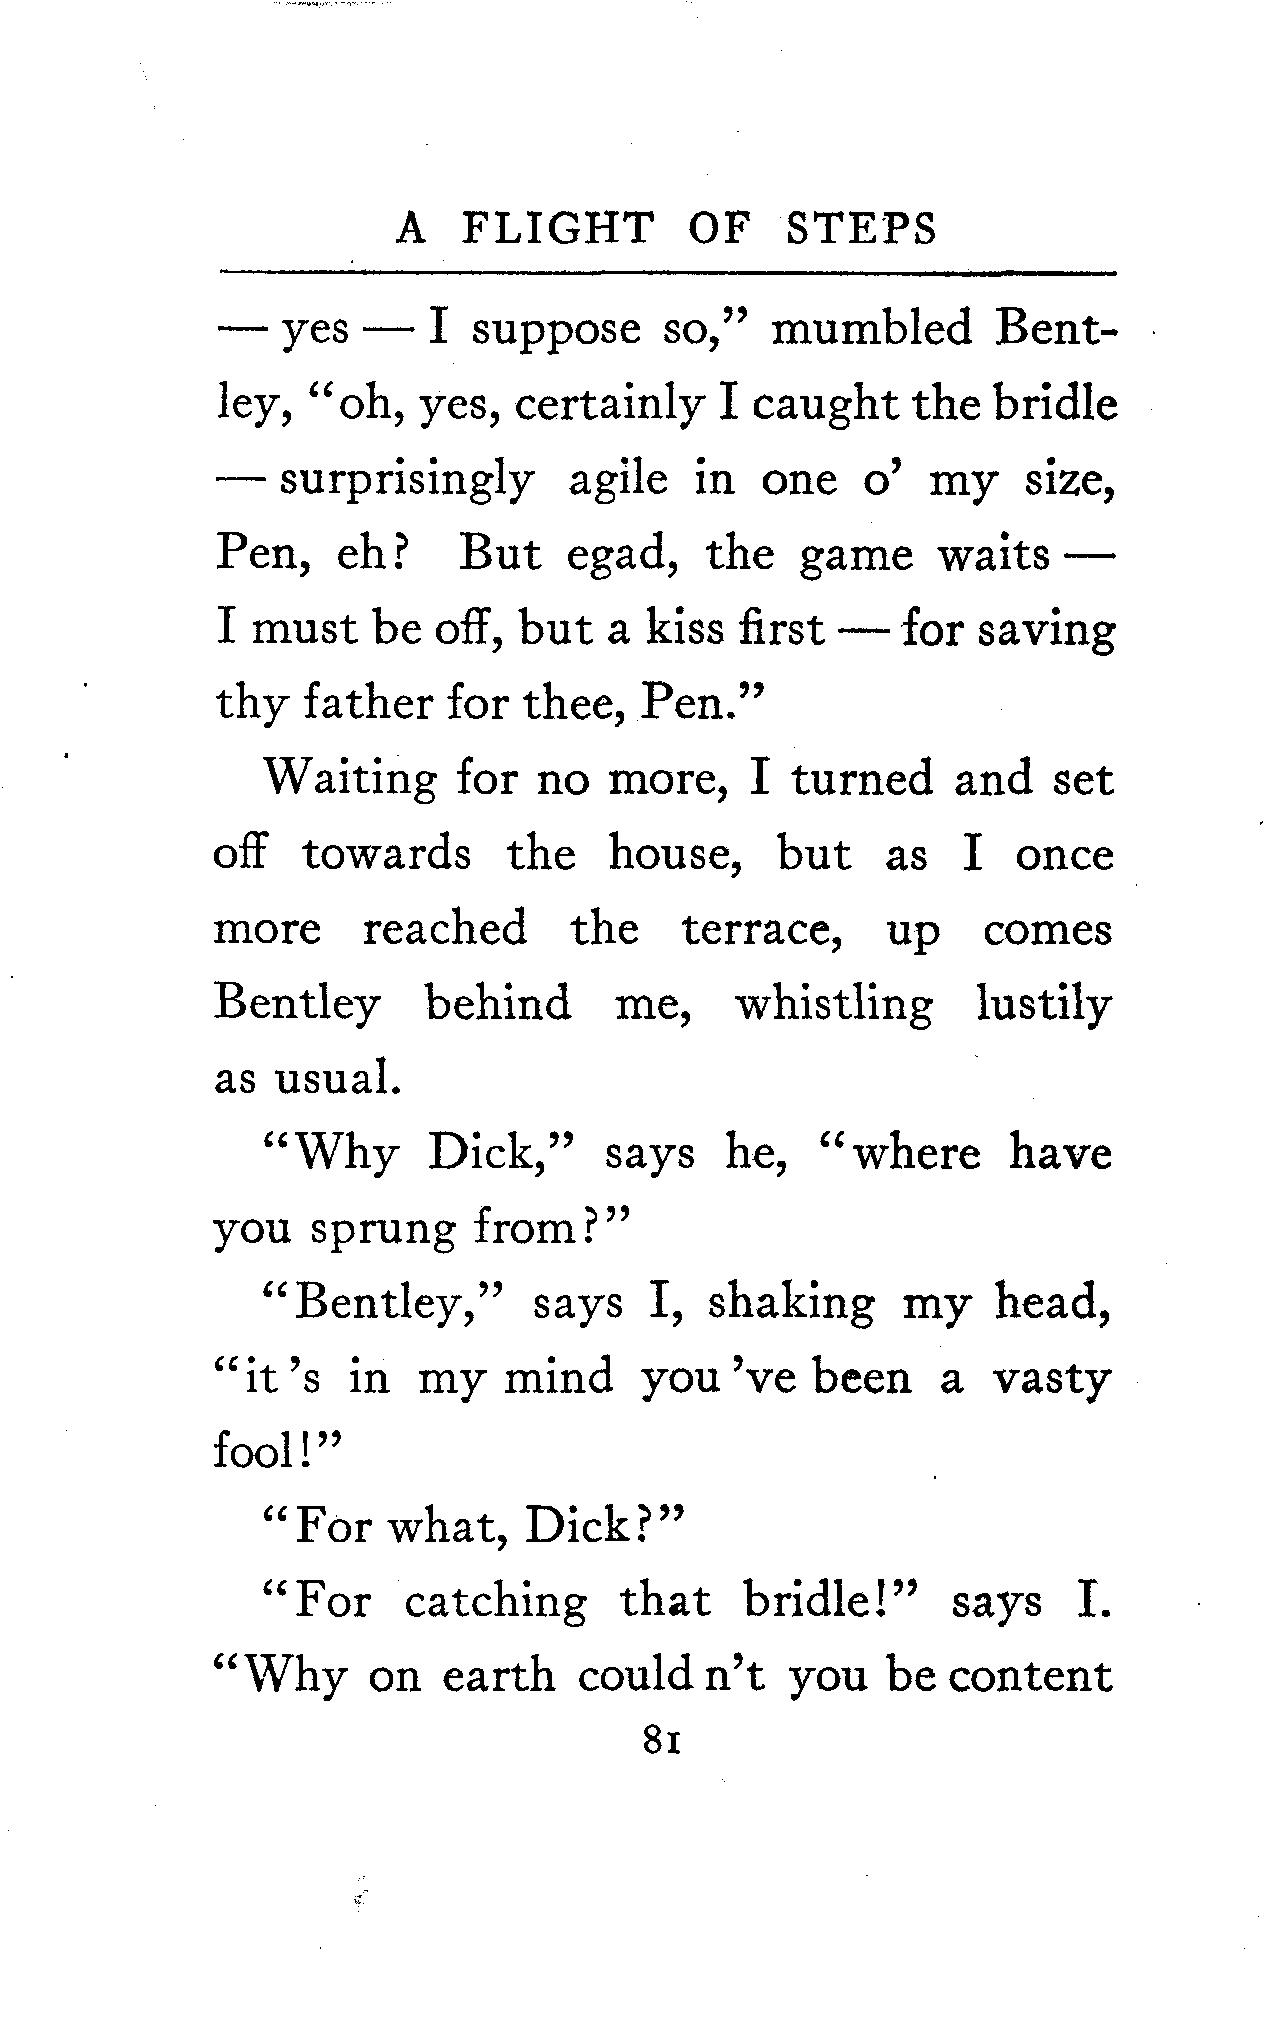 A FLIGHT OF STEPS
— yes — I suppose so,” mumbled Bent-
ley, “oh, yes, certainly I caught the bridle
— surprisingly agile in one o’ my size,
Pen, eh? But egad, the game waits —
I must be off, but a kiss first — for saving
thy father for thee, Pen.”
Waiting for no more, I turned and set
off towards the house, but as I once
more reached the terrace, up comes
Bentley behind me, whistling lustily
as usual.
“Why Dick,” says he, “where have
you sprung from?”
“Bentley,” says I, shaking my head,
“it ’s in my mind you ’ve been a vasty
fool!”
“For what, Dick?”
“For catching that bridle!” says I.
“Why on earth could n’t you be content
81